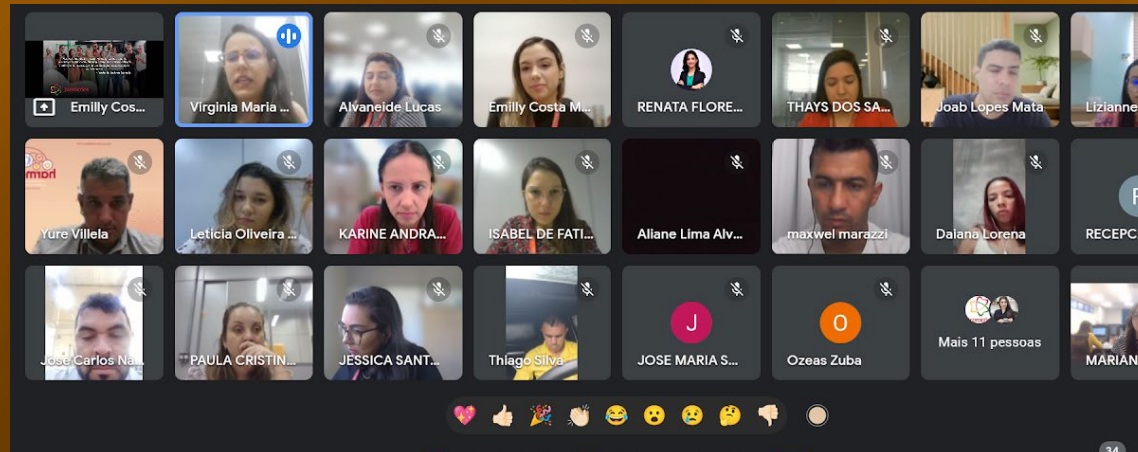 Emilly Cos...
Virginia Maria ...
Alvaneide Lucas
Emilly Costa M...
RENATA FLORE...
THAYS DOS SA...
Joab Lopes Mata
Lizianne
Yure Villela
Leticia Oliveira ...
KARINE ANDRA...
ISABEL DE FATI...
Aliane Lima Alv...
maxwel marazzi
Daiana Lorena
RECEPC
José Carlos Na...
PAULA CRISTIN...
JESSICA SANT...
Thiago Silva
J
JOSE MARIA S...
O
Ozeas Zuba
Mais 11 pessoas
MARIAN
34